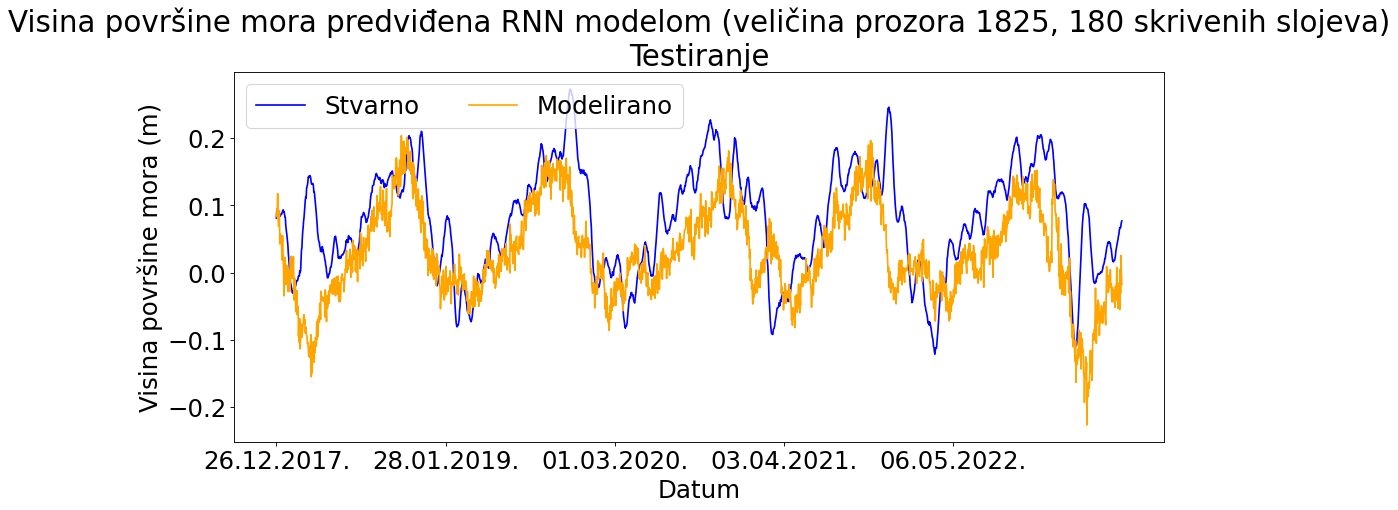 Visina površine mora predviđena RNN modelom (veličina prozora 1825, 180 skrivenih slojeva)
Testiranje
Stvarno
Modelirano
Visina površine mora (m)
0.2
0.1
0.0
−0.1
−0.2
26.12.2017.
28.01.2019.
01.03.2020.
03.04.2021.
06.05.2022.
Datum